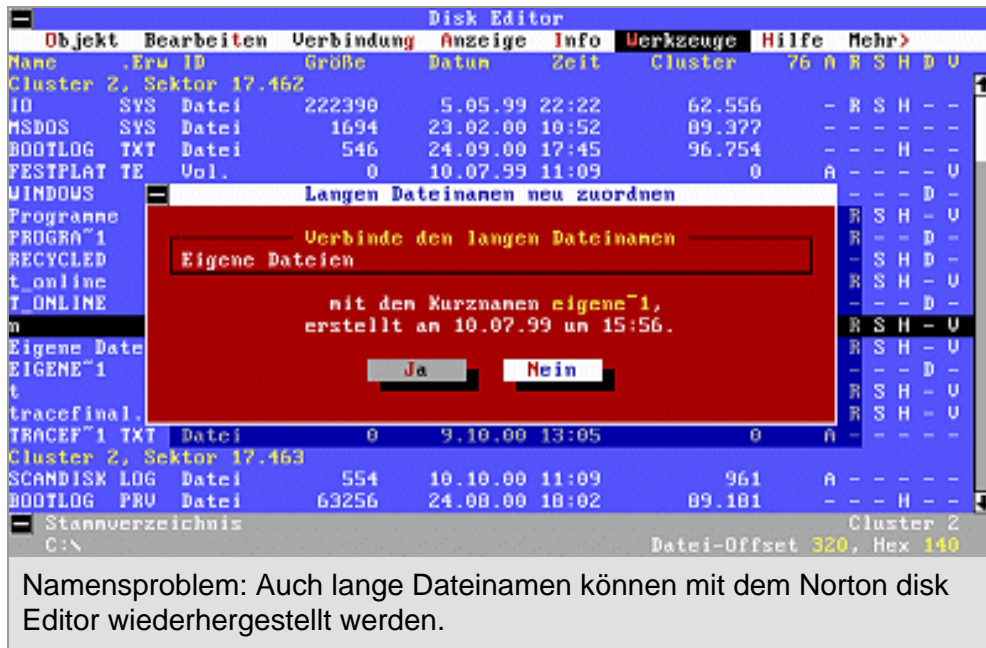 Disk Editor
Objekt Bearbeiten Verbindung Anzeige Info Werkzeuge Hilfe Mehr>
Name .Erw ID Größe Datum Zeit Cluster 76 A R S H D V
Cluster 2, Sektor 17.462
IO SYS Datei 222390 5.05.99 22:22 62.556 - R S H - -
MSDOS SYS Datei 1694 23.02.00 10:52 89.377 - - - - - -
BOOTLOG TXT Datei 546 24.09.00 17:45 96.754 - - - H - -
FESTPLAT TE Vol. 0 10.07.99 11:09 0 A - - - - V
WINDOWS - - - D -
Langen Dateinamen neu zuordnen
Programme R S H - V
PROGRA~1 R - - D -
Verbinde den langen Dateinamen
RECYCLED - S H D -
Eigene Dateien
t_online R S H - V
T_ONLINE - - - D -
mit dem Kurznamen eigene~1,
n R S H - V
erstellt am 10.07.99 um 15:56.
Eigene Date R S H - V
EIGENE~1 - - - D -
Ja Nein
t R S H - V
tracefinal. R S H - V
TRACEF~1 TXT Datei 0 9.10.00 13:05 0 A - - - - -
Cluster 2, Sektor 17.463
SCANDISK LOG Datei 554 10.10.00 11:09 961 A - - - - -
BOOTLOG PRV Datei 63256 24.08.00 18:02 89.181 - - - H - -
Stammverzeichnis Cluster 2
C:\ Datei-Offset 320, Hex 140
Namensproblem: Auch lange Dateinamen können mit dem Norton disk
Editor wiederhergestellt werden.